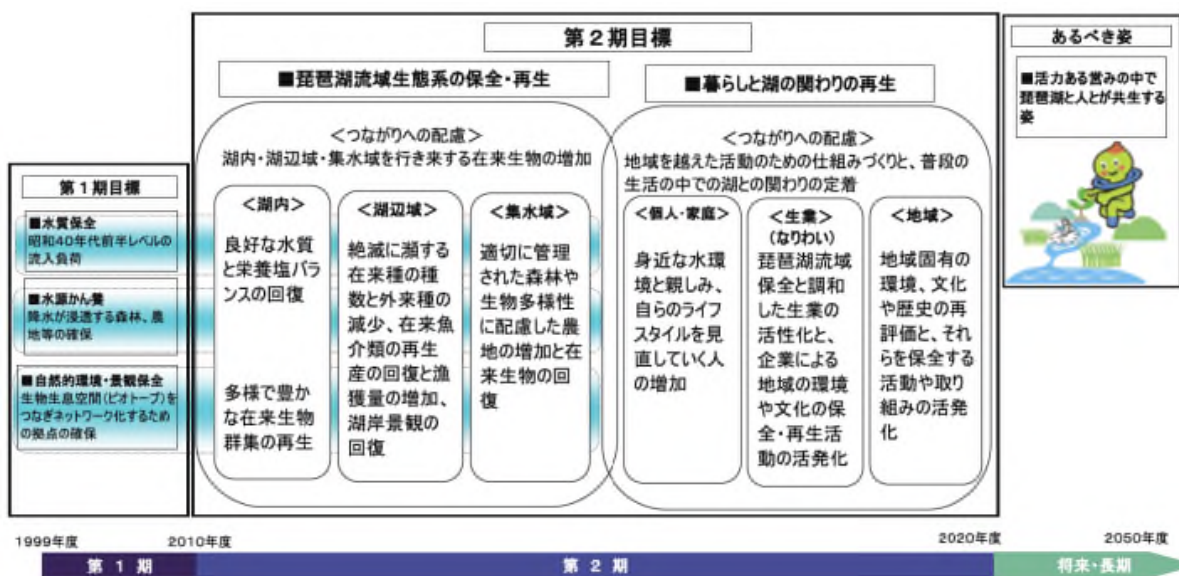 第1期目標
■水質保全
昭和40年代前半レベルの
流入負荷
■水源かん養
降水が浸透する森林、農
地等の確保
■自然的環境・景観保全
生物生息空間(ビオトープ)を
つなぎネットワーク化するため
の拠点の確保
第2期目標
■琵琶湖流域生態系の保全・再生
<つながりへの配慮>
湖内・湖辺域・集水域を行き来する在来生物の増加
<湖内>
良好な水質
と栄養塩バラ
ンスの回復
多様で豊か
な在来生物
群集の再生
<湖辺域>
絶滅に瀕する
在来種の種
数と外来種の
減少、在来魚
介類の再生
産の回復と漁
獲量の増加、
湖岸景観の
回復
<集水域>
適切に管理
された森林や
生物多様性
に配慮した農
地の増加と在
来生物の回
復
■暮らしと湖の関わりの再生
<つながりへの配慮>
地域を越えた活動のための仕組みづくりと、普段の
生活の中での湖との関わりの定着
<個人・家庭>
身近な水環
境と親しみ、
自らのライフ
スタイルを見
直していく人
の増加
<生業>
(なりわい)
琵琶湖流域
保全と調和
した生業の
活性化と、
企業による
地域の環境
や文化の保
全・再生活
動の活発化
<地域>
地域固有の
環境、文化
や歴史の再
評価と、それ
らを保全する
活動や取り
組みの活発
化
あるべき姿
■活力ある営みの中で
琵琶湖と人とが共生する
姿
1999年度
2010年度
2020年度
2050年度
第1期
第2期
将来・長期